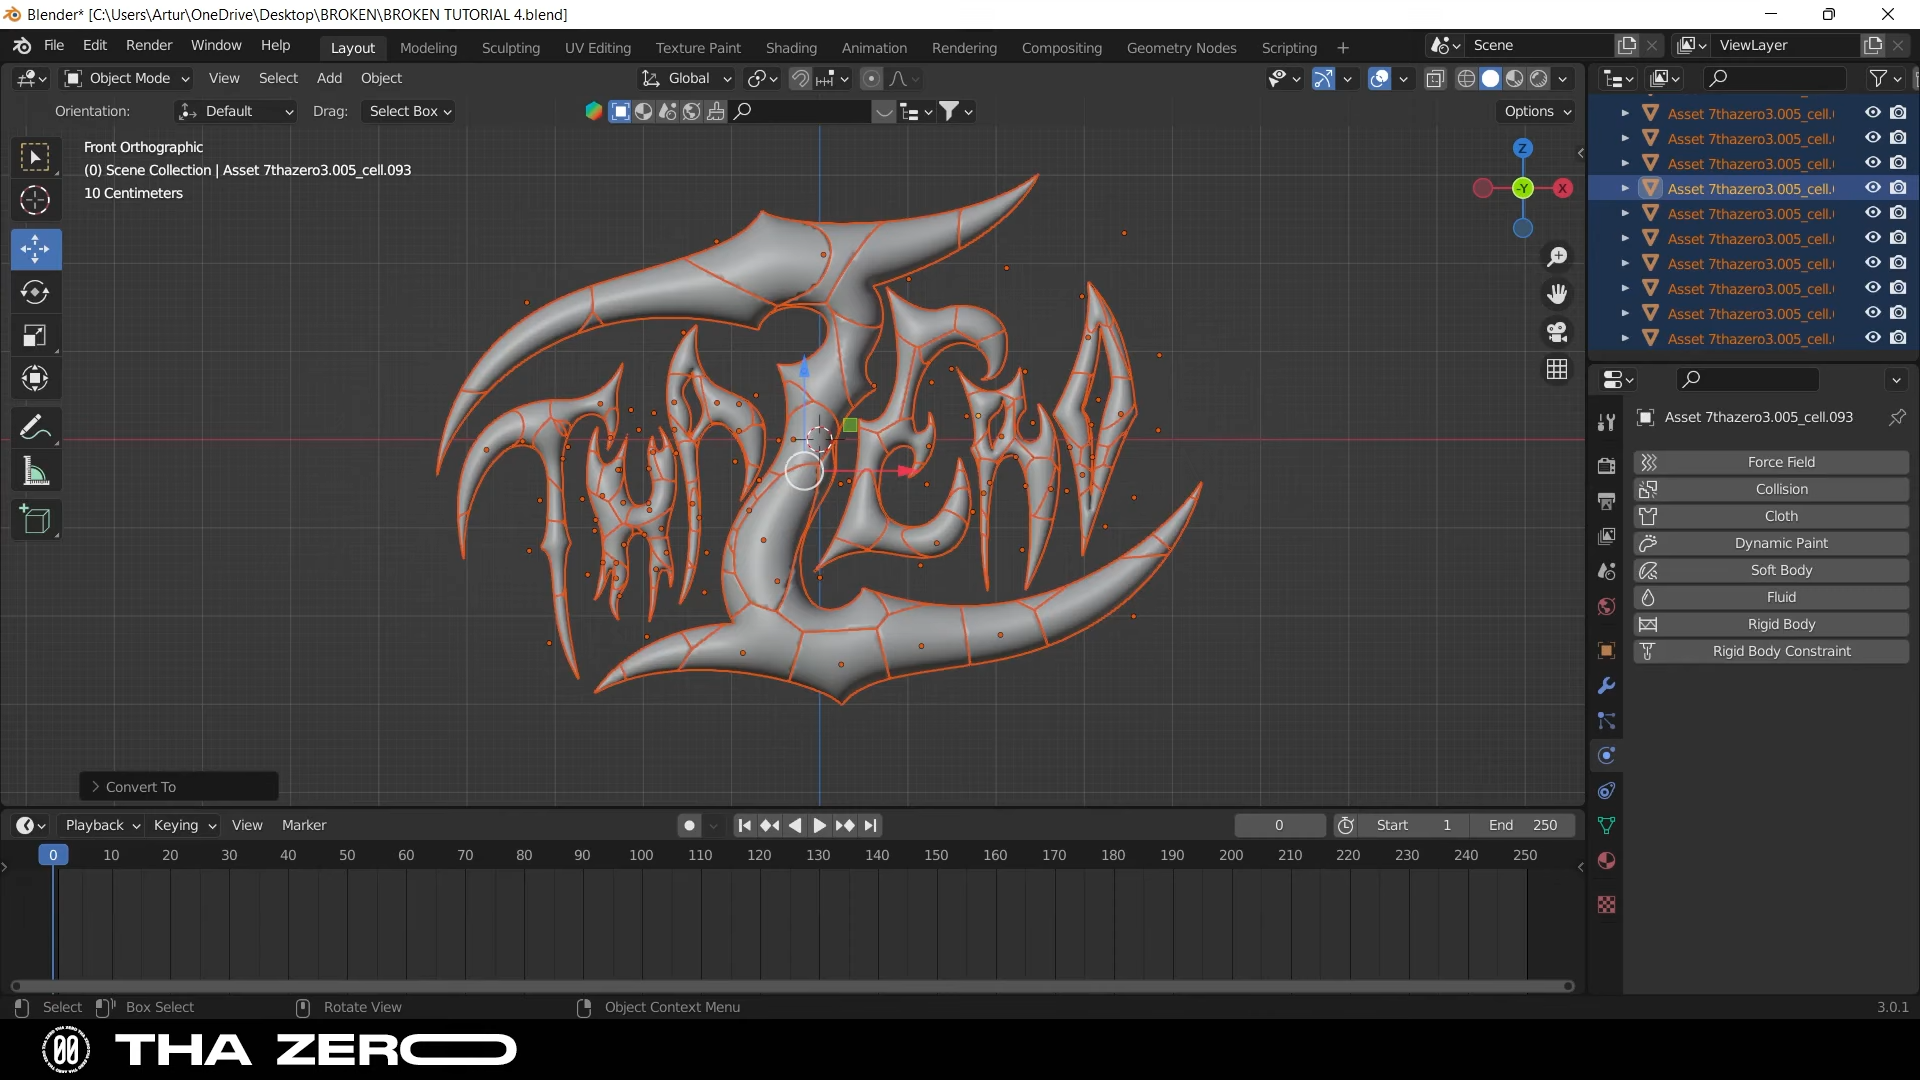 Blender* [C:\Users\Artur\OneDrive\Desktop\BROKEN\BROKEN TUTORIAL 4.blend]
File Edit Render Window Help Layout Modeling Sculpting UV Editing Texture Paint Shading Animation Rendering Compositing Geometry Nodes Scripting + Scene ViewLayer
Object Mode View Select Add Object Global
Orientation: Default Drag: Select Box Options
Front Orthographic
(0) Scene Collection | Asset 7thazero3.005_cell.093
10 Centimeters
Z
-Y X
Asset 7thazero3.005_cell.
Asset 7thazero3.005_cell.
Asset 7thazero3.005_cell.
Asset 7thazero3.005_cell.
Asset 7thazero3.005_cell.
Asset 7thazero3.005_cell.
Asset 7thazero3.005_cell.
Asset 7thazero3.005_cell.
Asset 7thazero3.005_cell.
Asset 7thazero3.005_cell.
Asset 7thazero3.005_cell.093
Force Field
Collision
Cloth
Dynamic Paint
Soft Body
Fluid
Rigid Body
Rigid Body Constraint
Convert To
Playback Keying View Marker 0 Start 1 End 250
0 10 20 30 40 50 60 70 80 90 100 110 120 130 140 150 160 170 180 190 200 210 220 230 240 250
Select Box Select Rotate View Object Context Menu 3.0.1
THA ZERO